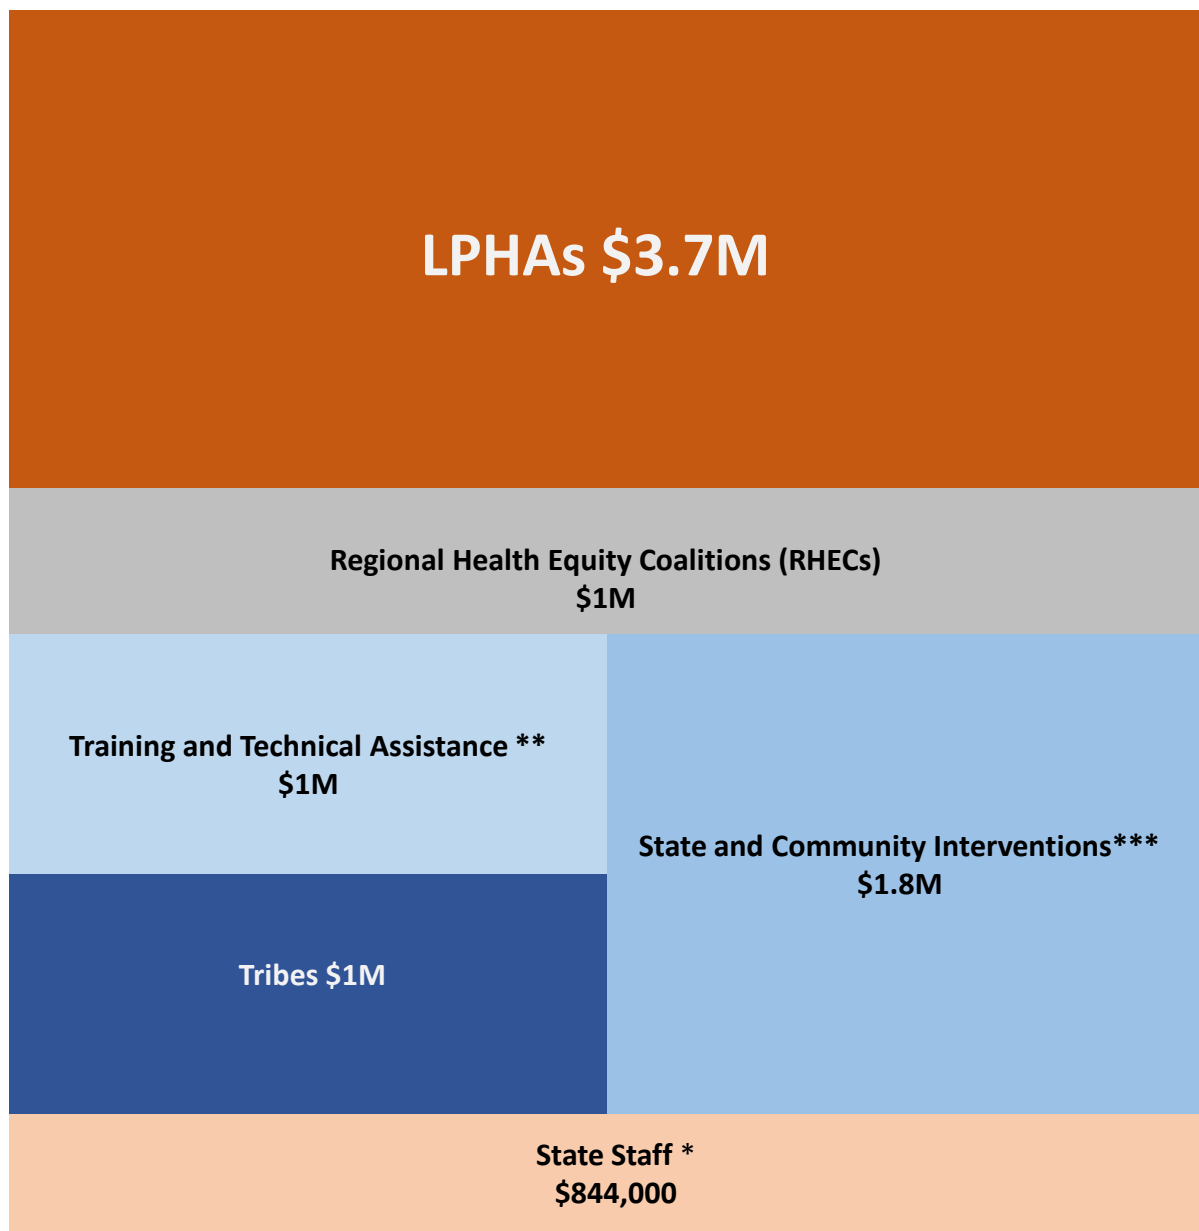 LPHAs $3.7M
Regional Health Equity Coalitions (RHECs)
$1M
Training and Technical Assistance **
$1M
State and Community Interventions***
$1.8M
Tribes $1M
State Staff *
$844,000